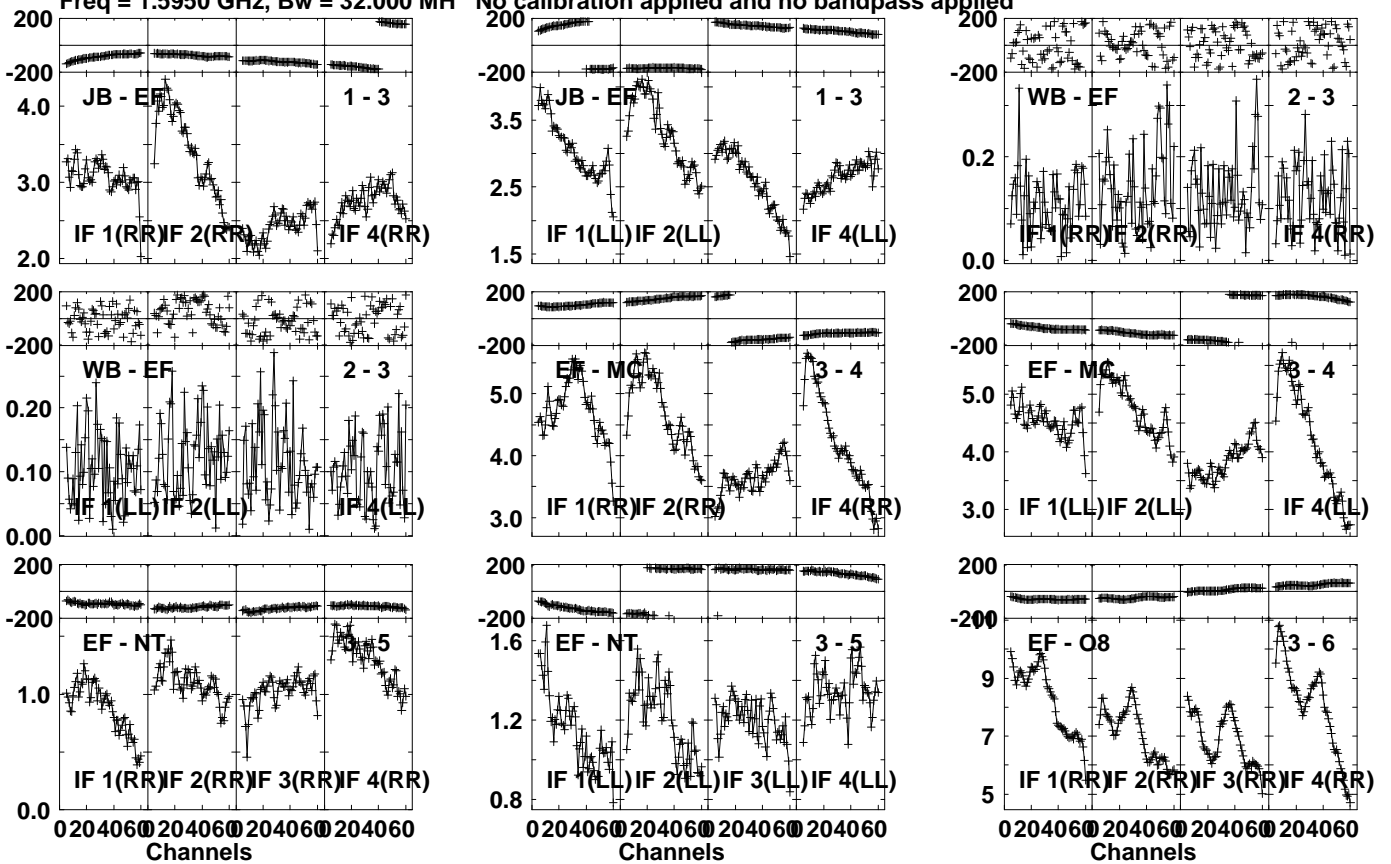 Freq = 1.5950 GHz, Bw = 32.000 MH No calibration applied and no bandpass applied
200
-200
JB - EF 1 - 3
4.0
3.0
2.0
IF 1(RR) IF 2(RR) IF 4(RR)
JB - EF 1 - 3
3.5
2.5
1.5
IF 1(LL) IF 2(LL) IF 4(LL)
200
-200
WB - EF 2 - 3
0.2
0.0
IF 1(RR) IF 2(RR) IF 4(RR)
200
-200
WB - EF 2 - 3
0.20
0.10
0.00
IF 1(LL) IF 2(LL) IF 4(LL)
200
-200
EF - MC 3 - 4
5.0
4.0
3.0
IF 1(RR) IF 2(RR) IF 4(RR)
200
-200
EF - MC 3 - 4
5.0
4.0
3.0
IF 1(LL) IF 2(LL) IF 4(LL)
200
-200
EF - NT 3 - 5
1.0
0.0
IF 1(RR) IF 2(RR) IF 3(RR) IF 4(RR)
0 20 40 60 0 20 40 60 0 20 40 60 0 20 40 60
Channels
200
-200
EF - NT 3 - 5
1.6
1.2
0.8
IF 1(LL) IF 2(LL) IF 3(LL) IF 4(LL)
0 20 40 60 0 20 40 60 0 20 40 60 0 20 40 60
Channels
200
-200
11
EF - O8 3 - 6
9
7
5
IF 1(RR) IF 2(RR) IF 3(RR) IF 4(RR)
0 20 40 60 0 20 40 60 0 20 40 60 0 20 40 60
Channels